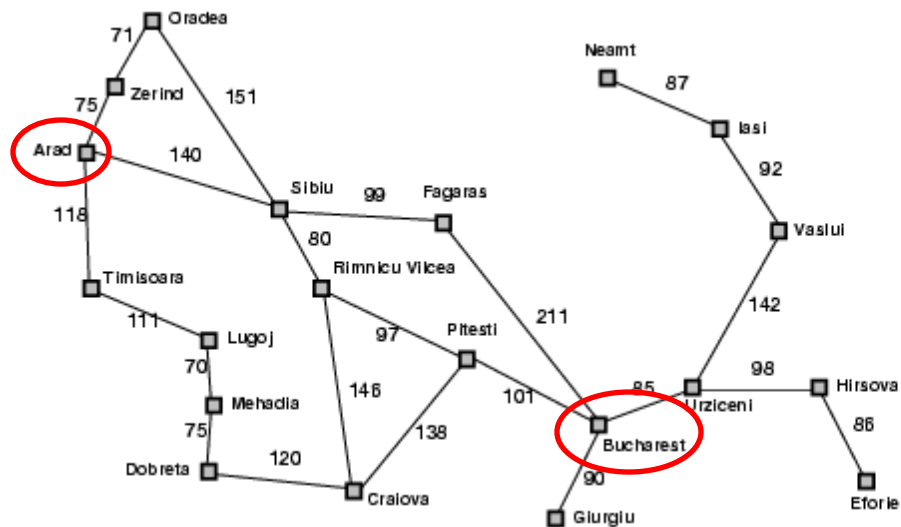 Oradea
71
Neamt
87
Zerind
75
151
Iasi
Arad
140
92
Sibiu
Fagaras
99
118
80
Vaslui
Timisoara
Rimnicu Vilcea
111
211
142
Lugoj
97
Pitesti
70
98
Mehadia
146
101
85
Urziceni
Hirsova
75
138
86
Bucharest
Dobreta
120
90
Craiova
Eforie
Giurgiu